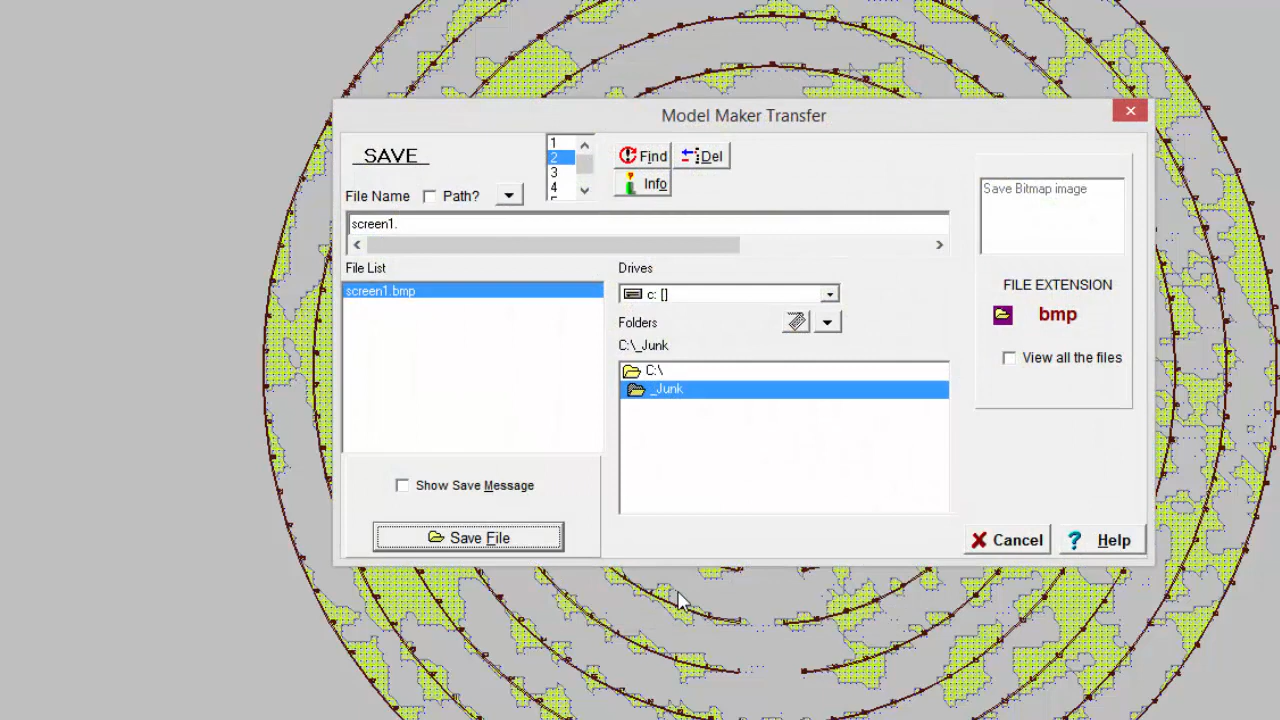 Model Maker Transfer
SAVE
1
2
3
4
Find
Del
Info
File Name
Path?
screen1.
File List
screen1.bmp
Drives
c: []
Folders
C:\_Junk
C:\
_Junk
Save Bitmap image
FILE EXTENSION
bmp
View all the files
Show Save Message
Save File
Cancel
? Help